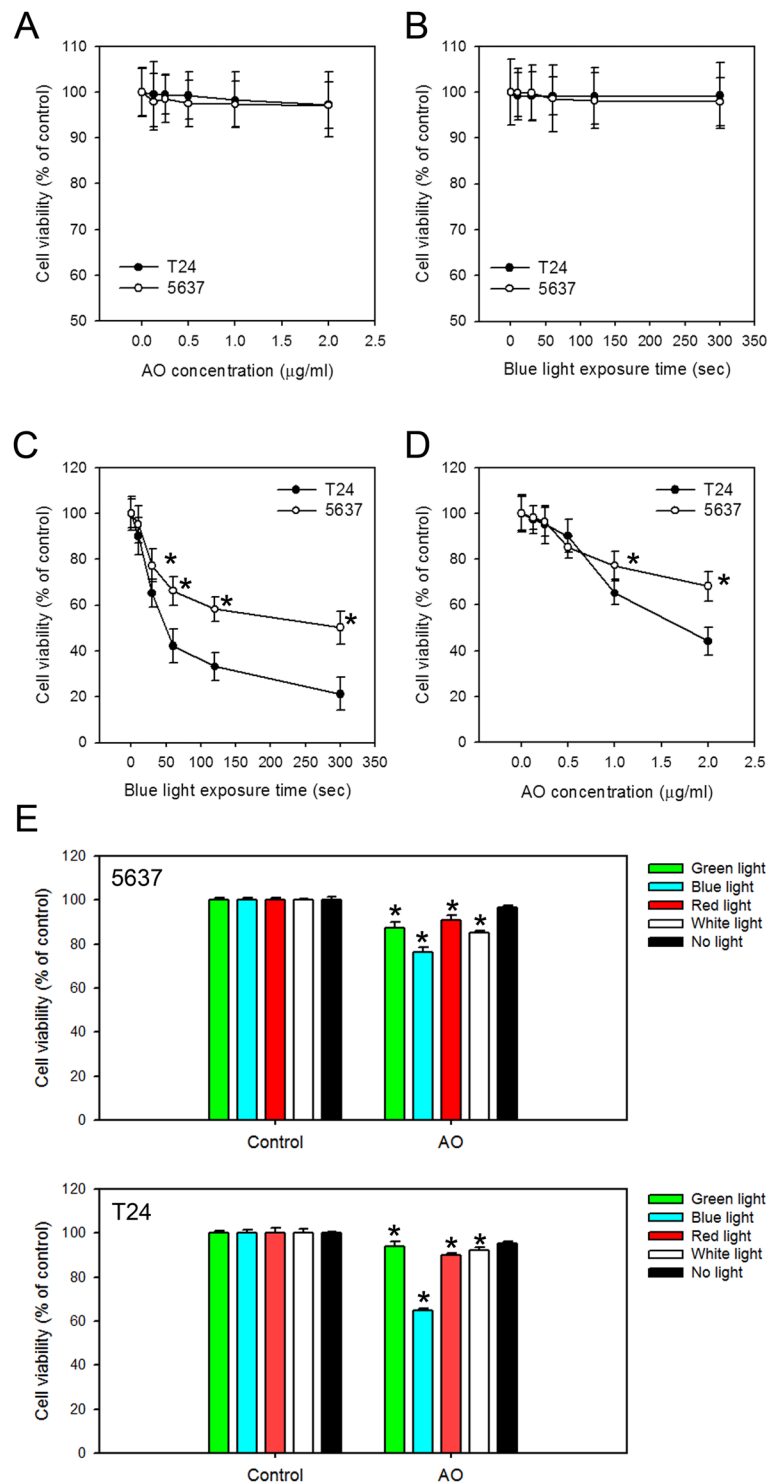 A
110
100
90
80
70
60
50
Cell viability (% of control)
T24
5637
0.0 0.5 1.0 1.5 2.0 2.5
AO concentration (μg/ml)
B
110
100
90
80
70
60
50
Cell viability (% of control)
T24
5637
0 50 100 150 200 250 300 350
Blue light exposure time (sec)
C
120
100
80
60
40
20
0
Cell viability (% of control)
T24
5637
* * * *
0 50 100 150 200 250 300 350
Blue light exposure time (sec)
D
120
100
80
60
40
20
0
Cell viability (% of control)
T24
5637
* *
0.0 0.5 1.0 1.5 2.0 2.5
AO concentration (μg/ml)
E
5637
120
100
80
60
40
20
0
Cell viability (% of control)
* * * *
Control AO
Green light
Blue light
Red light
White light
No light
T24
120
100
80
60
40
20
0
Cell viability (% of control)
* * * *
Control AO
Green light
Blue light
Red light
White light
No light